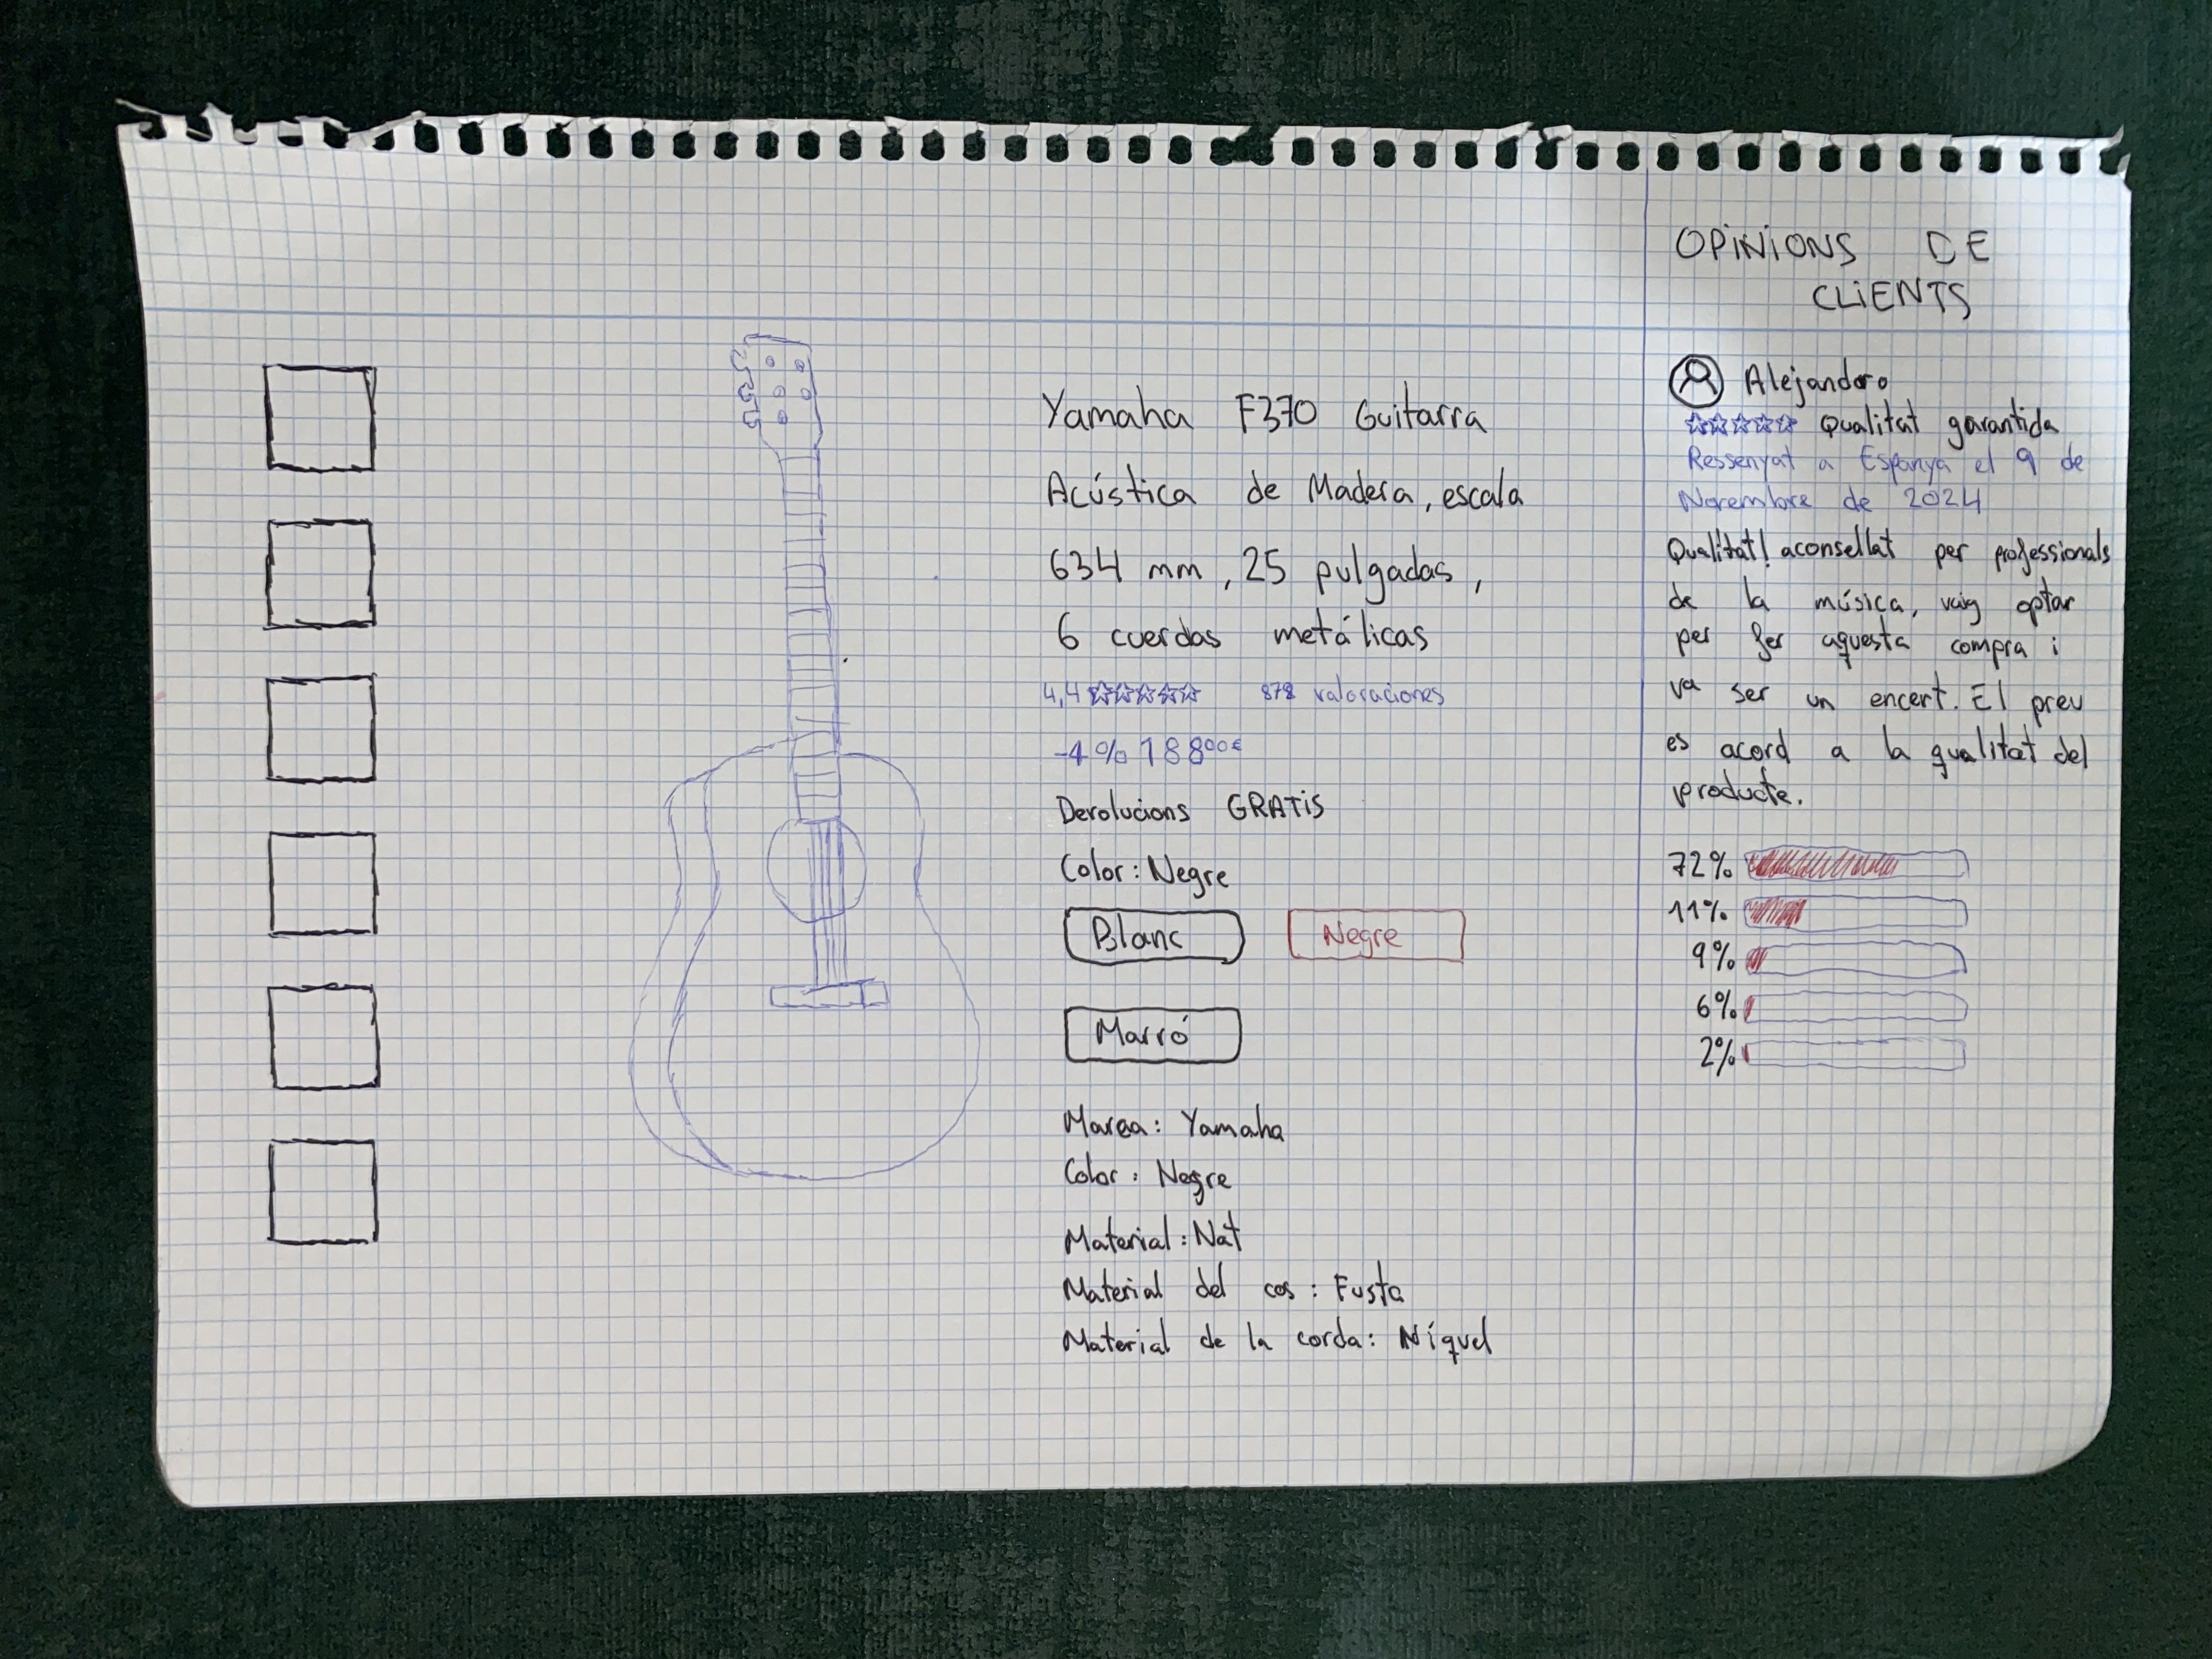 Yamaha F370 Guitarra
Acústica de Madera, escala
634 mm, 25 pulgadas,
6 cuerdas metálicas
4,4 ☆☆☆☆☆ 878 valoraciones
-4% 188⁰⁰€
Devolucions GRATiS
Color: Negre
Blanc
Negre
Marró
Marca: Yamaha
Color: Negre
Material: Nat
Material del cos: Fusta
Material de la corda: Níquel
OPiNiONS DE
CLiENTS
Alejandro
☆☆☆☆☆ Qualitat garantida
Ressenyat a Espanya el 9 de
Novembre de 2024
Qualitat! aconsellat per professionals
de la música, vaig optar
per fer aquesta compra i
va ser un encert. El preu
es acord a la qualitat del
producte.
72%
11%
9%
6%
2%